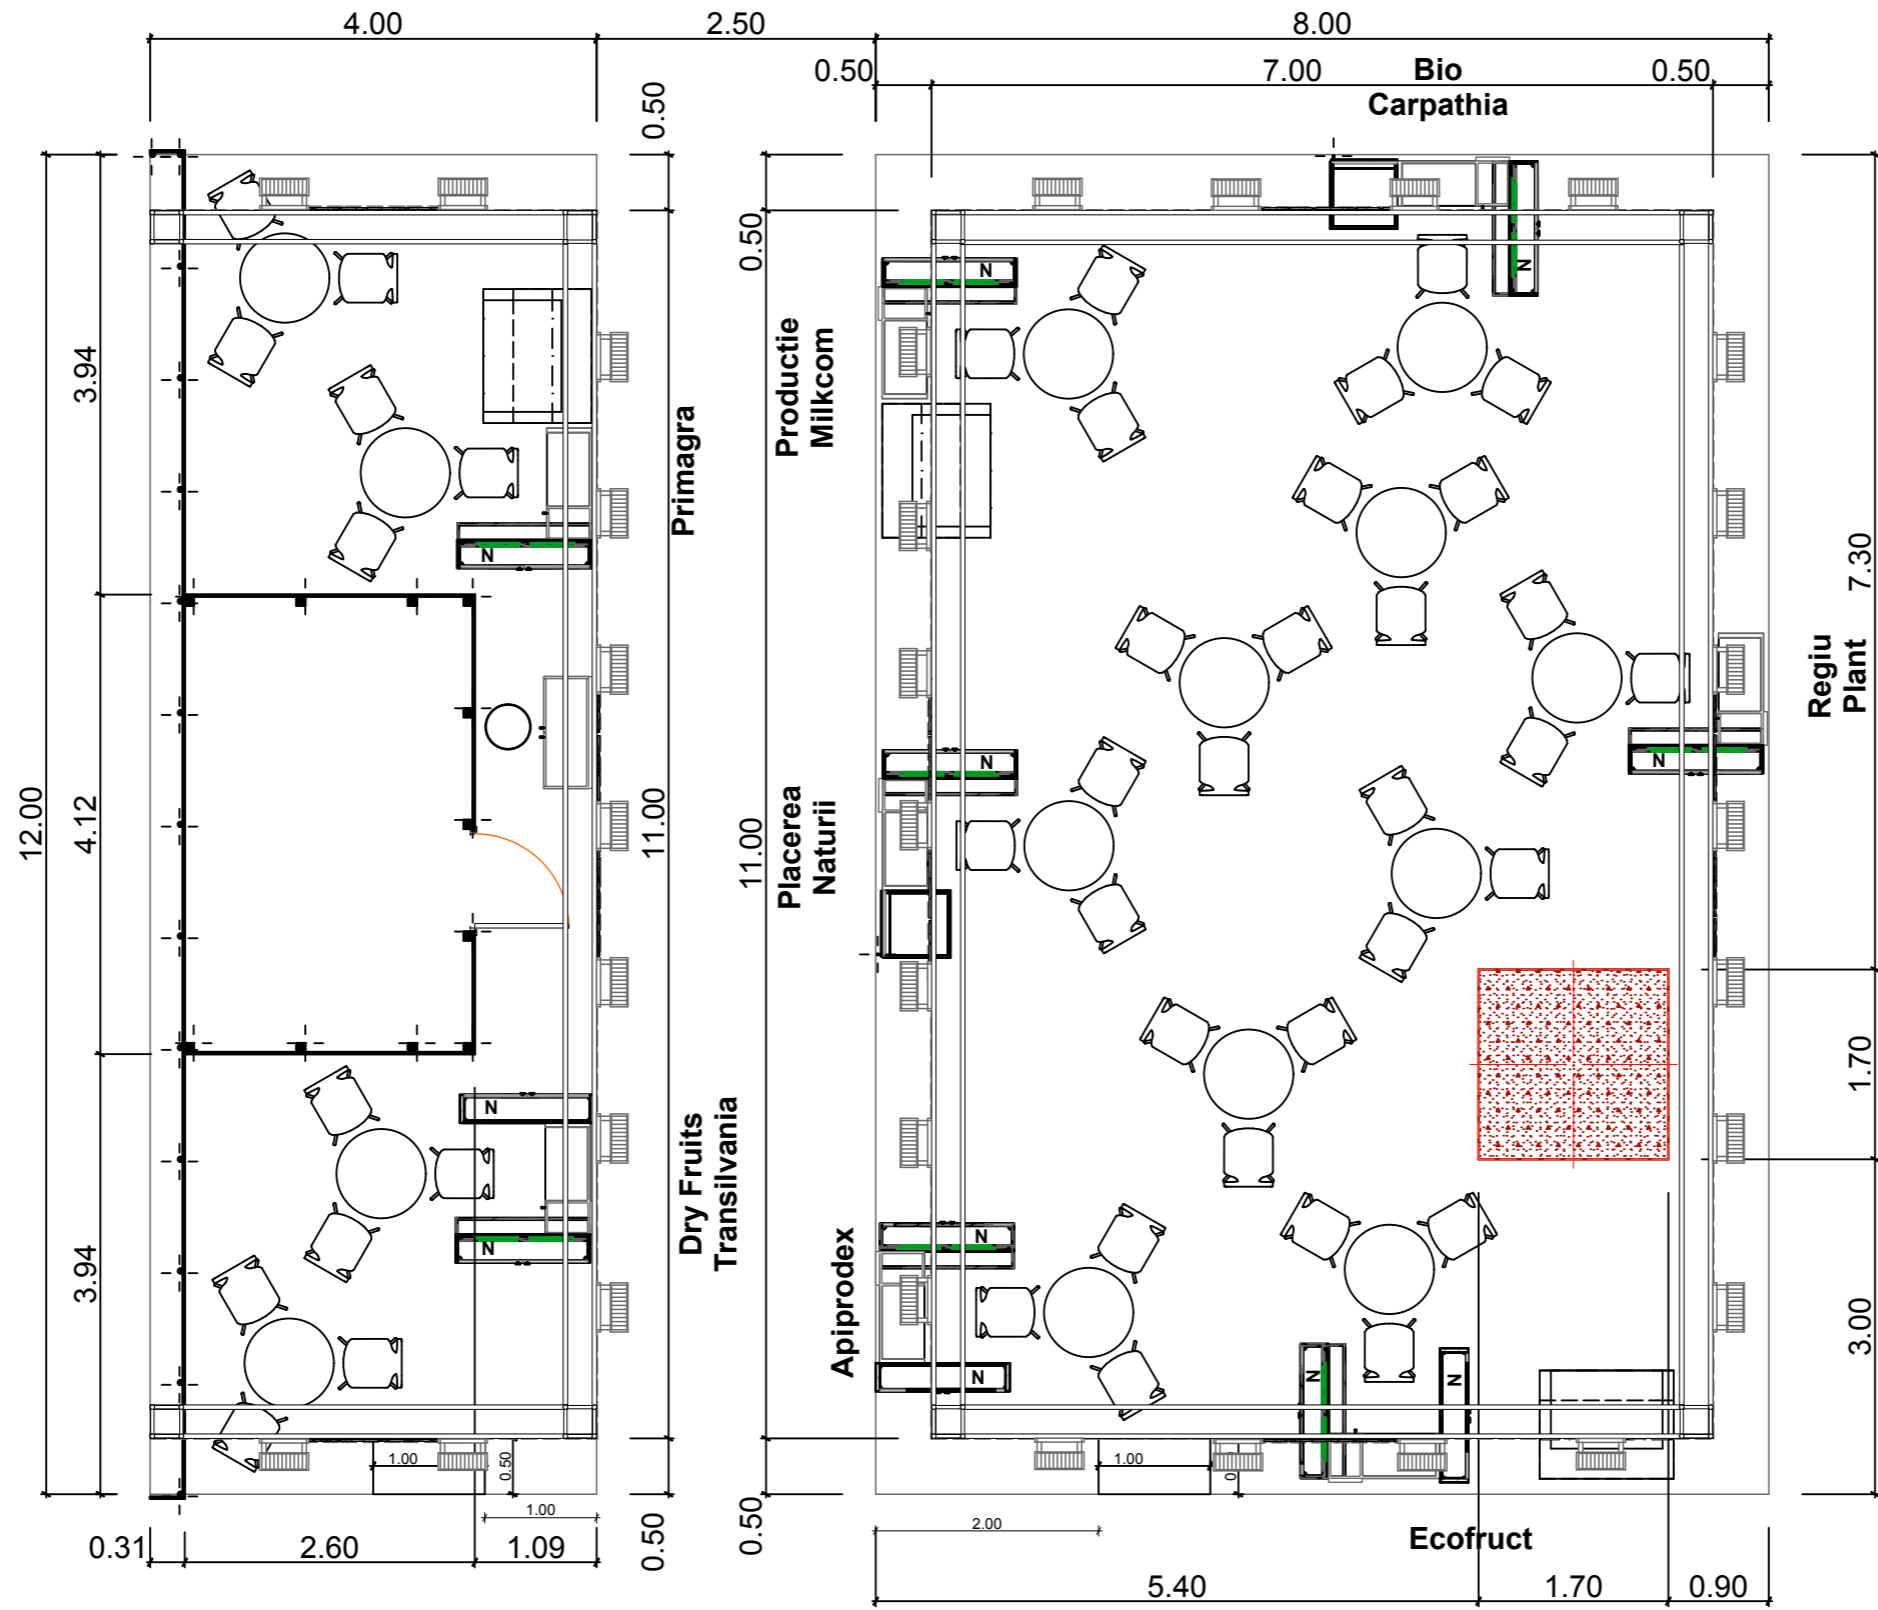 4.00
2.50
8.00
0.50
7.00
Bio
0.50
Carpathia
0.50
0.50
3.94
Productie
Milkcom
Primagra
N
N
N
7.30
Regiu
Plant
12.00
4.12
11.00
11.00
Placerea
Naturii
N
N
1.70
N
Dry Fruits
Transilvania
N
3.94
Apiprodex
N
N
N
N
3.00
1.00
0.50
1.00
1.00
2.00
0.50
0.50
0.31
2.60
1.09
Ecofruct
5.40
1.70
0.90